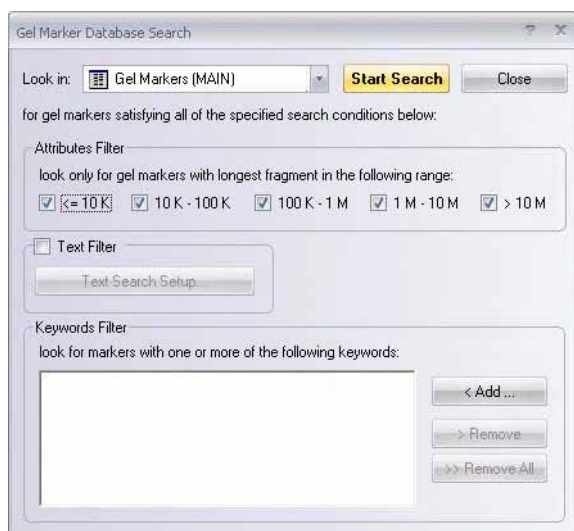 Gel Marker Database Search ? X
Look in: Gel Markers (MAIN) Start Search Close
for gel markers satisfying all of the specified search conditions below:
Attributes Filter
look only for gel markers with longest fragment in the following range:
<= 10 K 10 K - 100 K 100 K - 1 M 1 M - 10 M > 10 M
Text Filter
Text Search Setup...
Keywords Filter
look for markers with one or more of the following keywords:
< Add ...
> Remove
>> Remove All